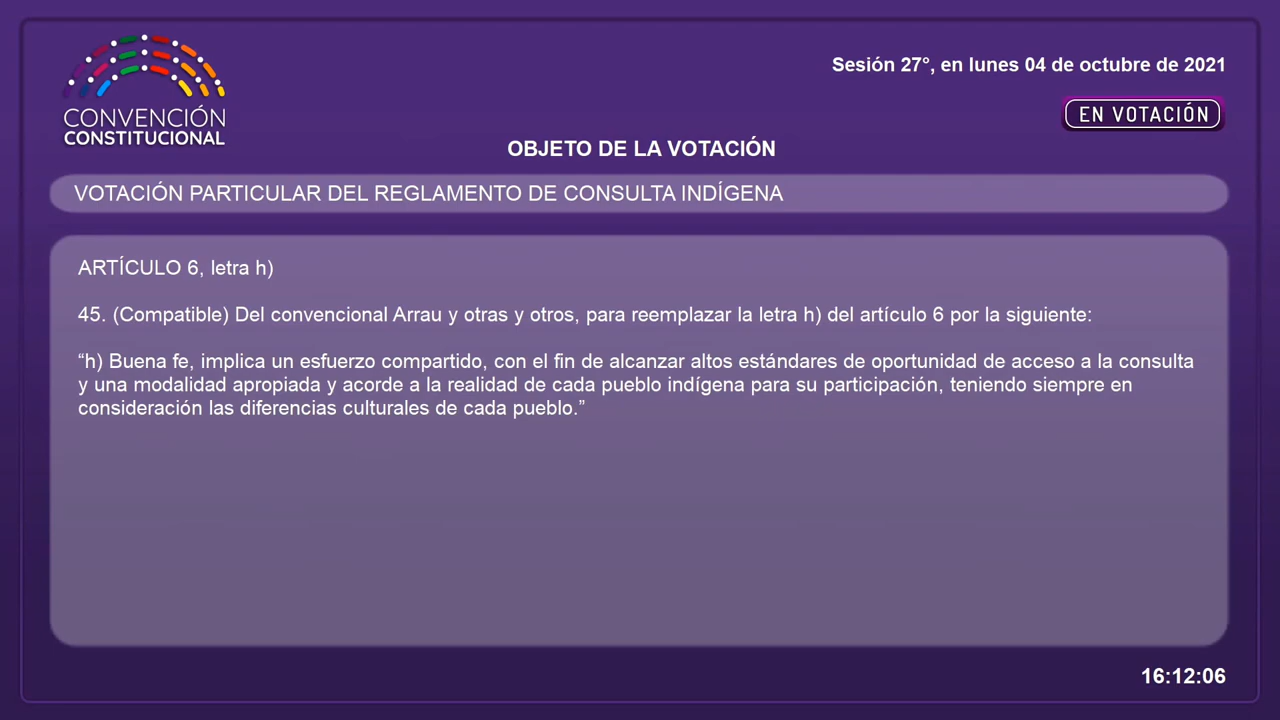 CONVENCIÓN
CONSTITUCIONAL
Sesión 27°, en lunes 04 de octubre de 2021
EN VOTACIÓN
OBJETO DE LA VOTACIÓN
VOTACIÓN PARTICULAR DEL REGLAMENTO DE CONSULTA INDÍGENA
ARTÍCULO 6, letra h)
45. (Compatible) Del convencional Arrau y otras y otros, para reemplazar la letra h) del artículo 6 por la siguiente:
“h) Buena fe, implica un esfuerzo compartido, con el fin de alcanzar altos estándares de oportunidad de acceso a la consulta
y una modalidad apropiada y acorde a la realidad de cada pueblo indígena para su participación, teniendo siempre en
consideración las diferencias culturales de cada pueblo.”
16:12:06